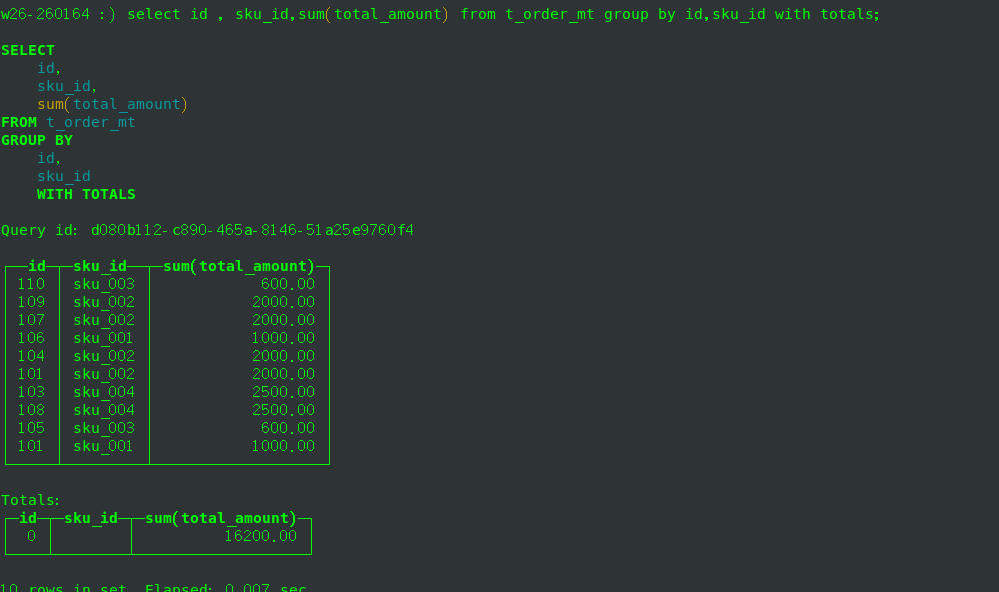 w26-260164 :) select id , sku_id,sum(total_amount) from t_order_mt group by id,sku_id with totals;
SELECT
id,
sku_id,
sum(total_amount)
FROM t_order_mt
GROUP BY
id,
sku_id
WITH TOTALS
Query id: d080b112-c890-465a-8146-51a25e9760f4
id sku_id sum(total_amount)
110 sku_003 600.00
109 sku_002 2000.00
107 sku_002 2000.00
106 sku_001 1000.00
104 sku_002 2000.00
101 sku_002 2000.00
103 sku_004 2500.00
108 sku_004 2500.00
105 sku_003 600.00
101 sku_001 1000.00
Totals:
id sku_id sum(total_amount)
0 16200.00
10 rows in set. Elapsed: 0.007 sec